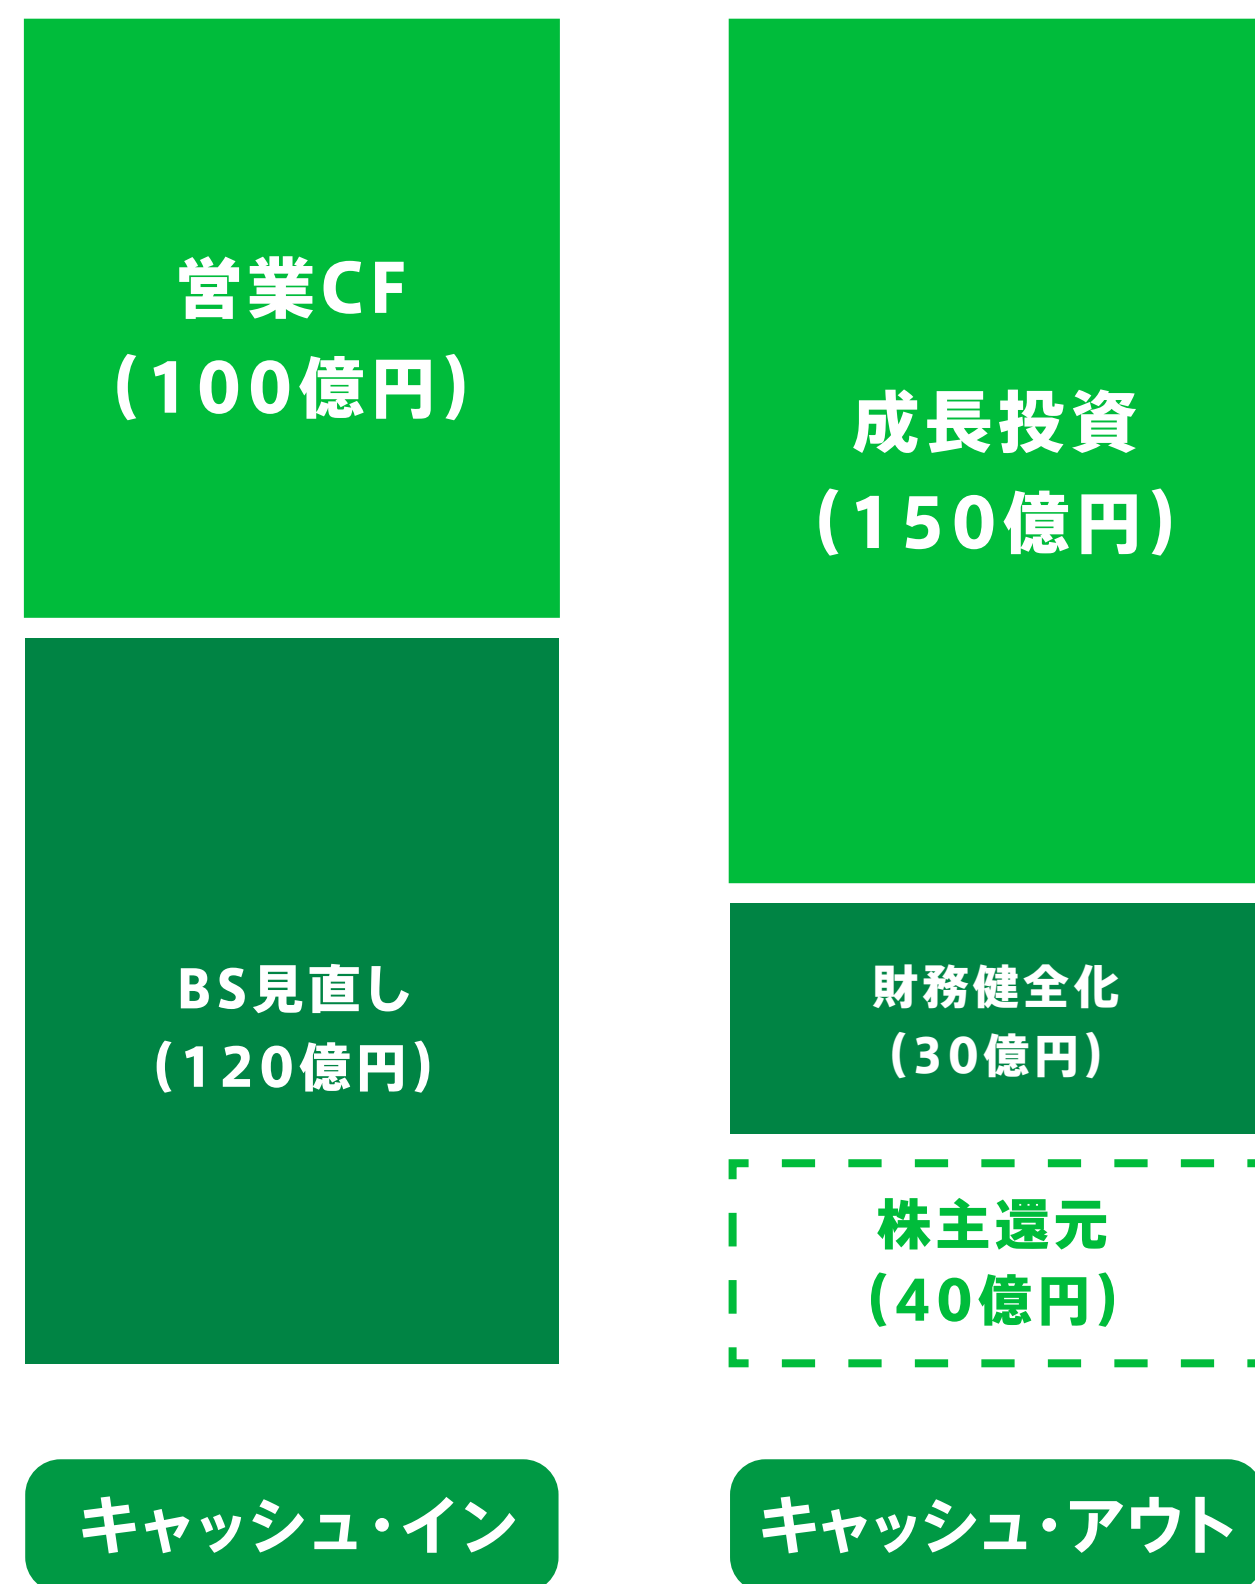 営業CF
(100億円)
BS見直し
(120億円)
キャッシュ・イン
成長投資
(150億円)
財務健全化
(30億円)
株主還元
(40億円)
キャッシュ・アウト